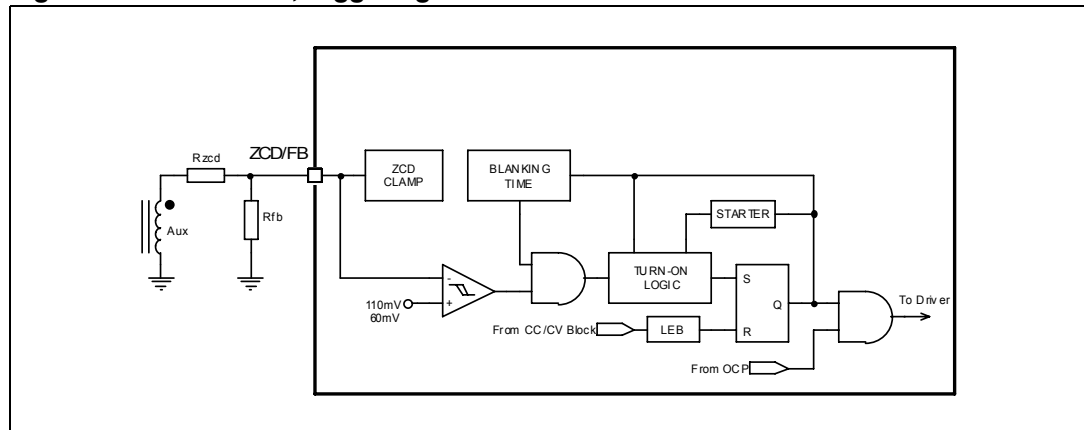 ZCD/FB
Rzcd
Rfb
Aux
ZCD
CLAMP
BLANKING
TIME
STARTER
TURN-ON
LOGIC
110mV
60mV
-
+
S
Q
R
From CC/CV Block
LEB
From OCP
To Driver